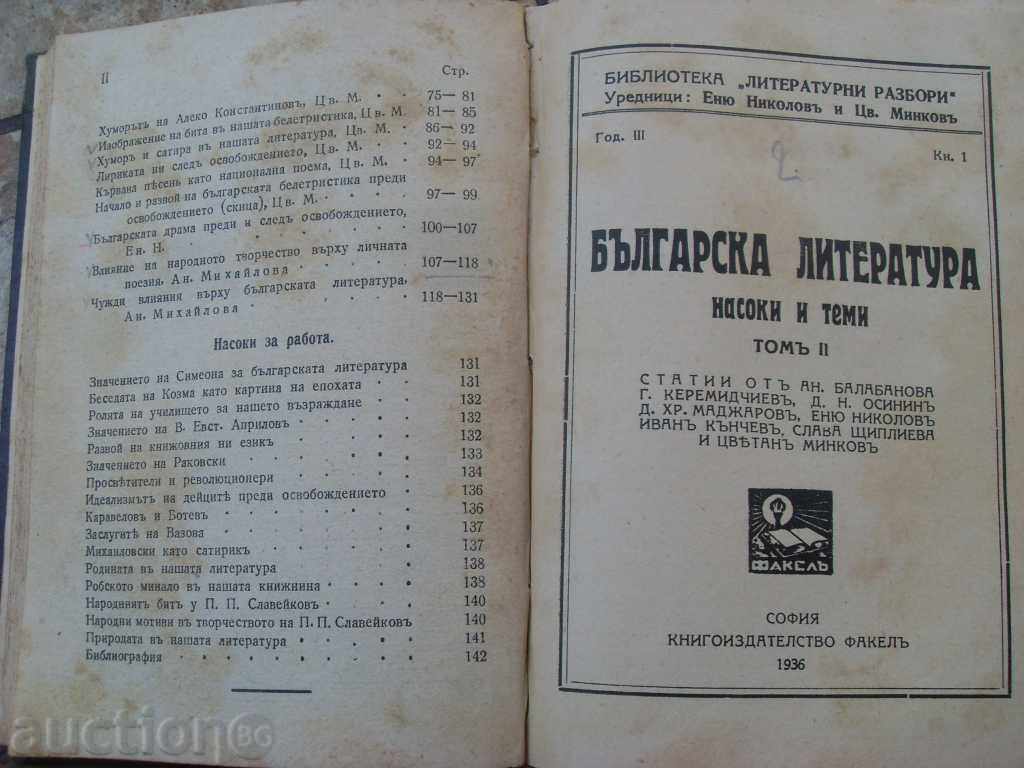 II
Стр.
Хуморътъ на Алеко Константиновъ, Цв. М. 75—81
Изображение на бита въ нашата белетристика, Цв. М. 81—85
Хуморъ и сатира въ нашата литература, Цв. М. 86—92
Лириката ни следъ освобождението, Цв. М. 92—94
Кървава пѣсень като национална поема, Цв. М. 94—97
Начало и развой на българската белетристика преди
освобождението (скица), Цв. М. 97—99
Българската драма преди и следъ освобождението,
Ен. Н. 100—107
Влияние на народното творчество върху личната
поезия, Ан. Михайлова 107—118
Чужди влияния върху българската литература,
Ан. Михайлова 118—131
Насоки за работа.
Значението на Симеона за българската литература 131
Беседата на Козма като картина на епохата 131
Ролята на училището за нашето възраждане 132
Значението на В. Евст. Априловъ 132
Развой на книжовния ни езикъ 132
Значението на Раковски 133
Просвѣтители и революционери 134
Идеализмътъ на дейцитѣ преди освобождението 136
Каравеловъ и Ботевъ 136
Заслугитѣ на Вазова 137
Михаиловски като сатирикъ 137
Родината въ нашата литература 138
Робското минало въ нашата книжнина 138
Народниятъ битъ у П. П. Славейковъ 140
Народни мотиви въ творчеството на П. П. Славейковъ 140
Природата въ нашата литература 141
Библиография 142
БИБЛИОТЕКА „ЛИТЕРАТУРНИ РАЗБОРИ"
Уредници: Еню Николовъ и Цв. Минковъ
Год. III
Кн. 1
2.
БЪЛГАРСКА ЛИТЕРАТУРА
насоки и теми
ТОМЪ II
СТАТИИ ОТЪ АН. БАЛАБАНОВА
Г. КЕРЕМИДЧИЕВЪ, Д. Н. ОСИНИНЪ
Д. ХР. МАДЖАРОВЪ, ЕНЮ НИКОЛОВЪ
ИВАНЪ КЪНЧЕВЪ, СЛАВА ЩИПЛИЕВА
И ЦВѢТАНЪ МИНКОВЪ
ФАКЕЛЪ
СОФИЯ
КНИГОИЗДАТЕЛСТВО ФАКЕЛЪ
1936
auction BG